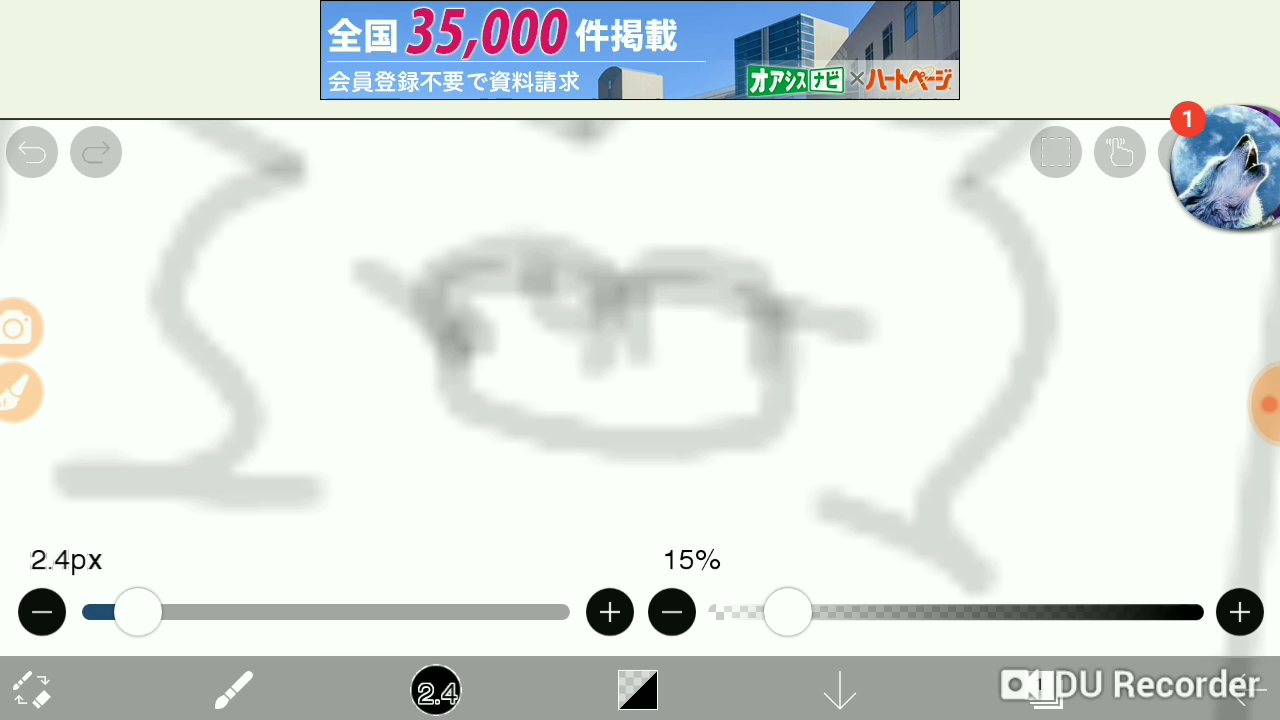 全国35,000件掲載
会員登録不要で資料請求
オアシスナビ×ハートページ
1
2.4px
15%
2.4
DU Recorder